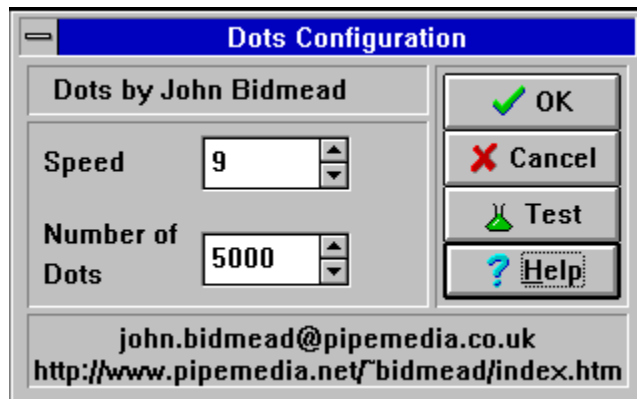 Dots Configuration
Dots by John Bidmead
OK
Speed
9
Cancel
Test
Number of
Dots
5000
Help
john.bidmead@pipemedia.co.uk
http://www.pipemedia.net/~bidmead/index.htm